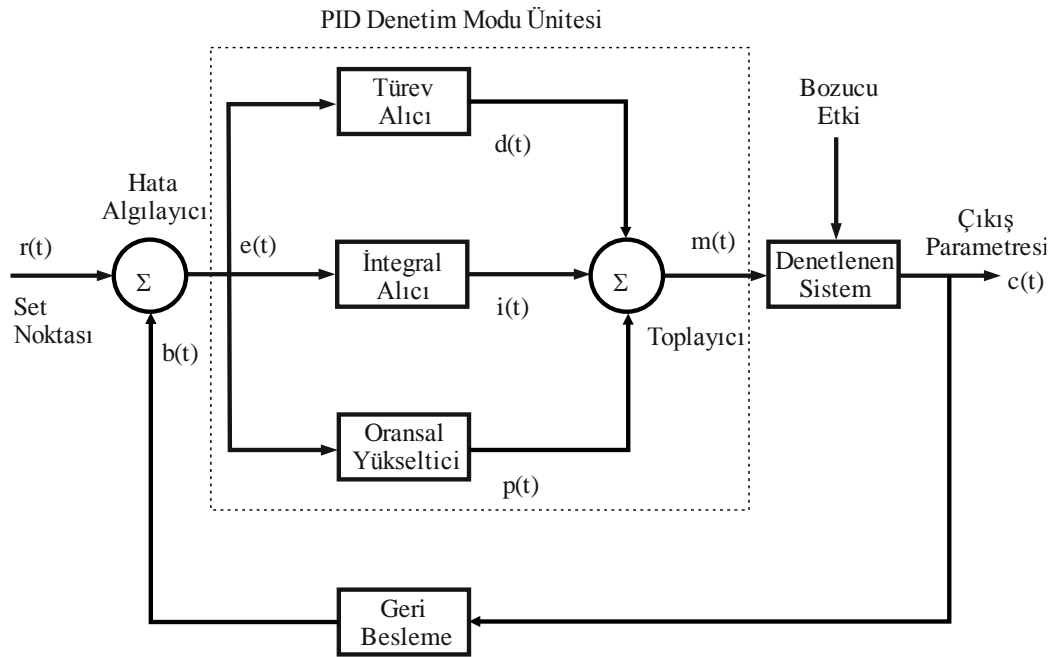 PID Denetim Modu Ünitesi
Türev
Alıcı
d(t)
Bozucu
Etki
Hata
Algılayıcı
r(t)
Σ
e(t)
İntegral
Alıcı
i(t)
Σ
m(t)
Denetlenen
Sistem
Çıkış
Parametresi
c(t)
Set
Noktası
b(t)
Toplayıcı
Oransal
Yükseltici
p(t)
Geri
Besleme